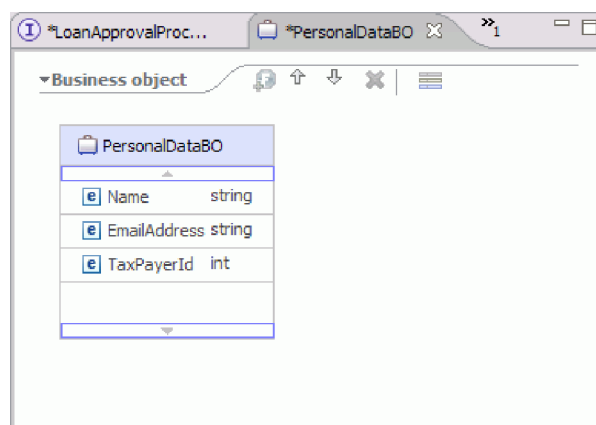 *LoanApprovalProc...
*PersonalDataBO
»1
Business object
PersonalDataBO
e Name string
e EmailAddress string
e TaxPayerId int